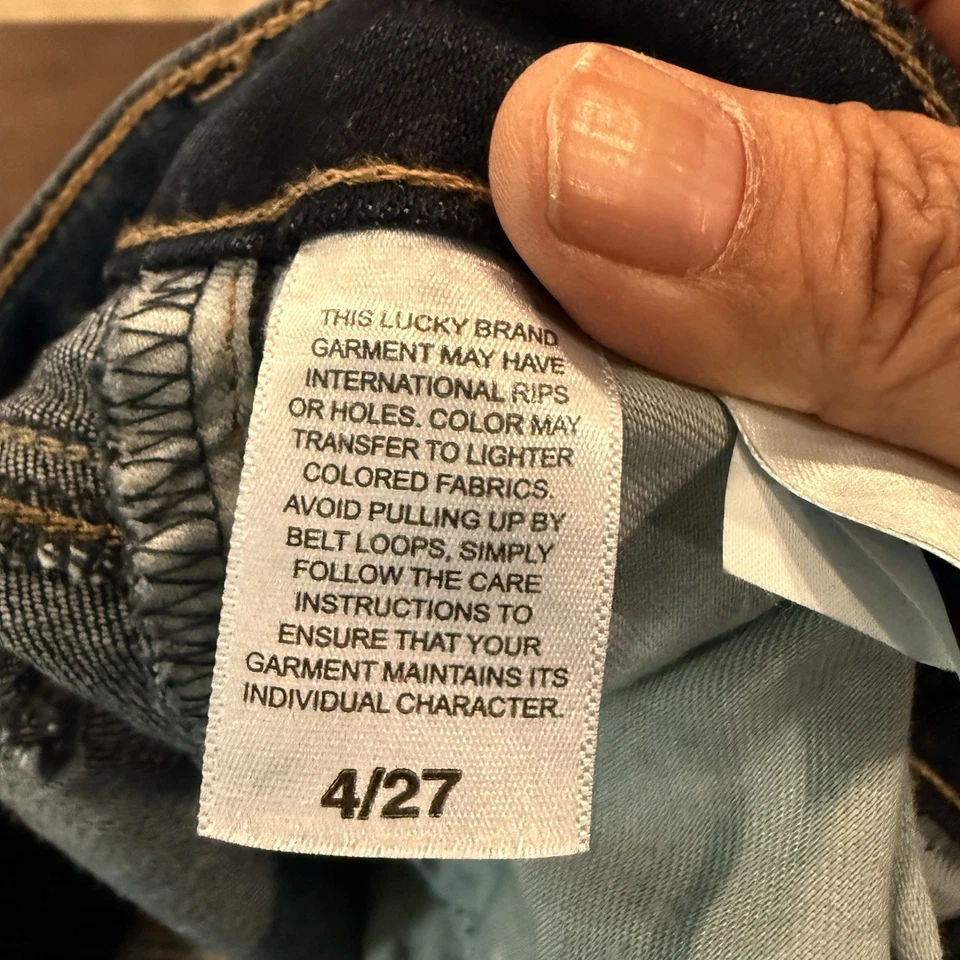 THIS LUCKY BRAND
GARMENT MAY HAVE
INTERNATIONAL RIPS
OR HOLES. COLOR MAY
TRANSFER TO LIGHTER
COLORED FABRICS.
AVOID PULLING UP BY
BELT LOOPS, SIMPLY
FOLLOW THE CARE
INSTRUCTIONS TO
ENSURE THAT YOUR
GARMENT MAINTAINS ITS
INDIVIDUAL CHARACTER.
4/27